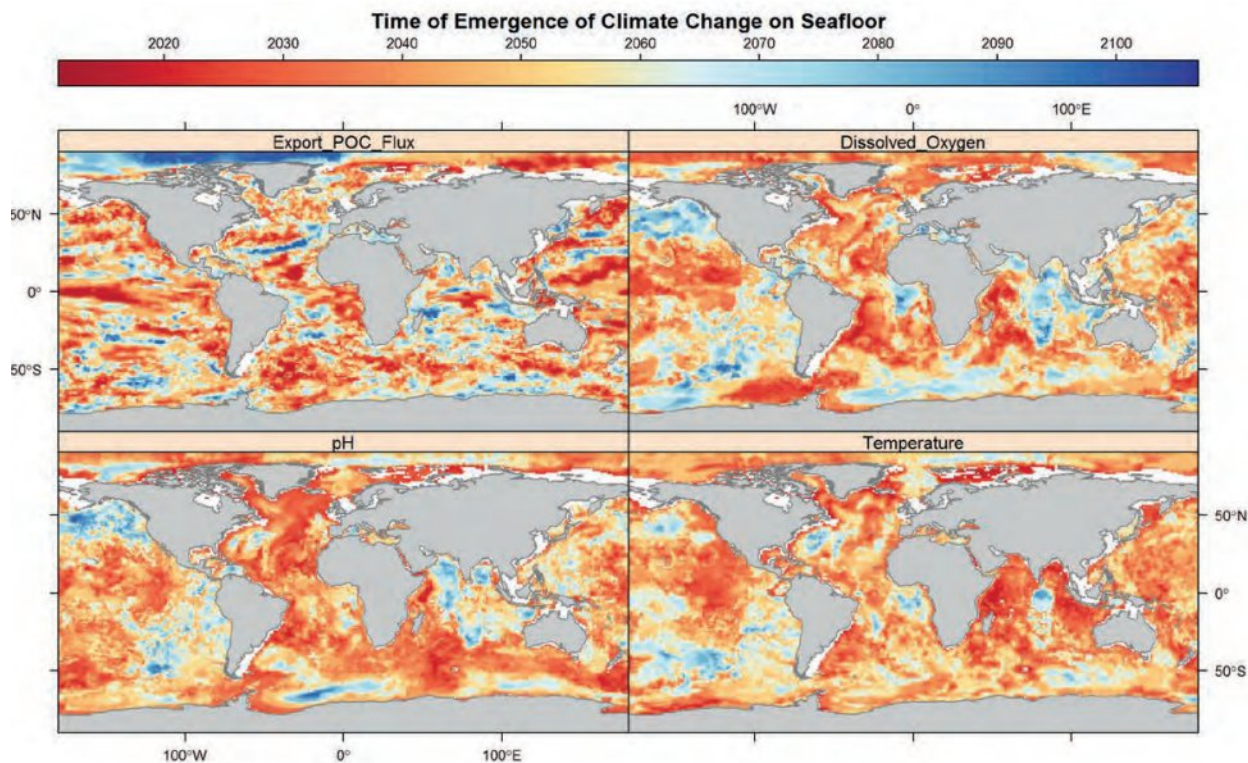 Time of Emergence of Climate Change on Seafloor
2020 2030 2040 2050 2060 2070 2080 2090 2100
100°W 0° 100°E
Export_POC_Flux Dissolved_Oxygen
50°N
0°
50°S
pH Temperature
50°N
0°
50°S
100°W 0° 100°E